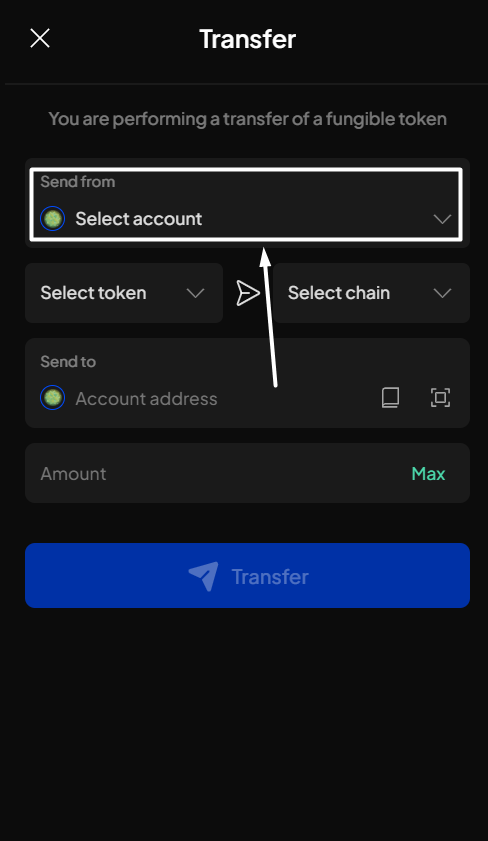 Transfer
You are performing a transfer of a fungible token
Send from
Select account
Select token
Select chain
Send to
Account address
Amount
Max
Transfer